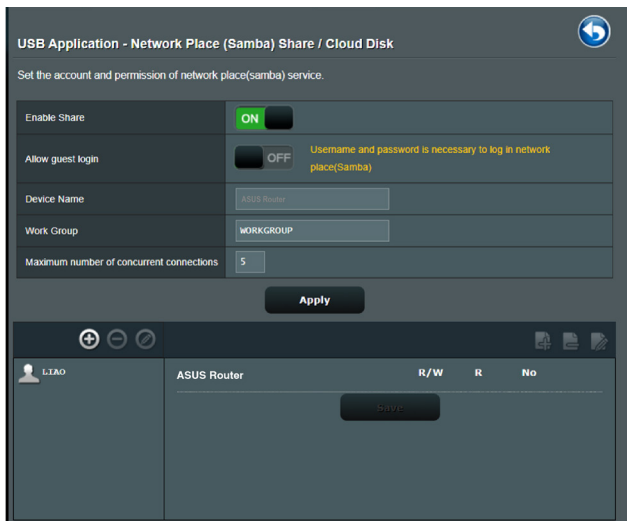 USB Application - Network Place (Samba) Share / Cloud Disk
Set the account and permission of network place(samba) service.
Enable Share ON
Allow guest login OFF Username and password is necessary to log in network
place(Samba)
Device Name ASUS Router
Work Group WORKGROUP
Maximum number of concurrent connections 5
Apply
LIAO
ASUS Router R/W R No
Save